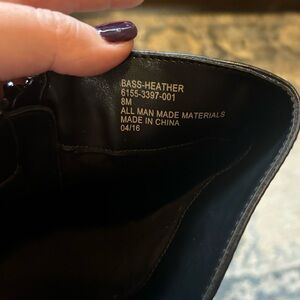 BASS-HEATHER
6155-3397-001
8M
ALL MAN MADE MATERIALS
MADE IN CHINA
04/16